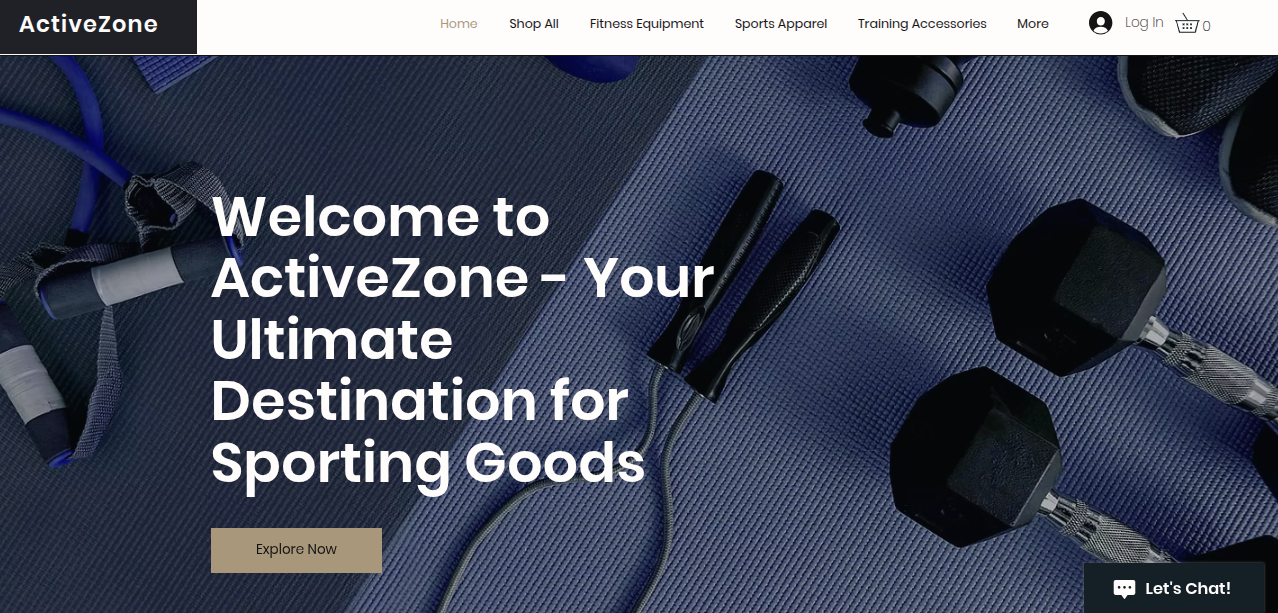 ActiveZone
Home Shop All Fitness Equipment Sports Apparel Training Accessories More Log In 0
Welcome to
ActiveZone - Your
Ultimate
Destination for
Sporting Goods
Explore Now
Let's Chat!